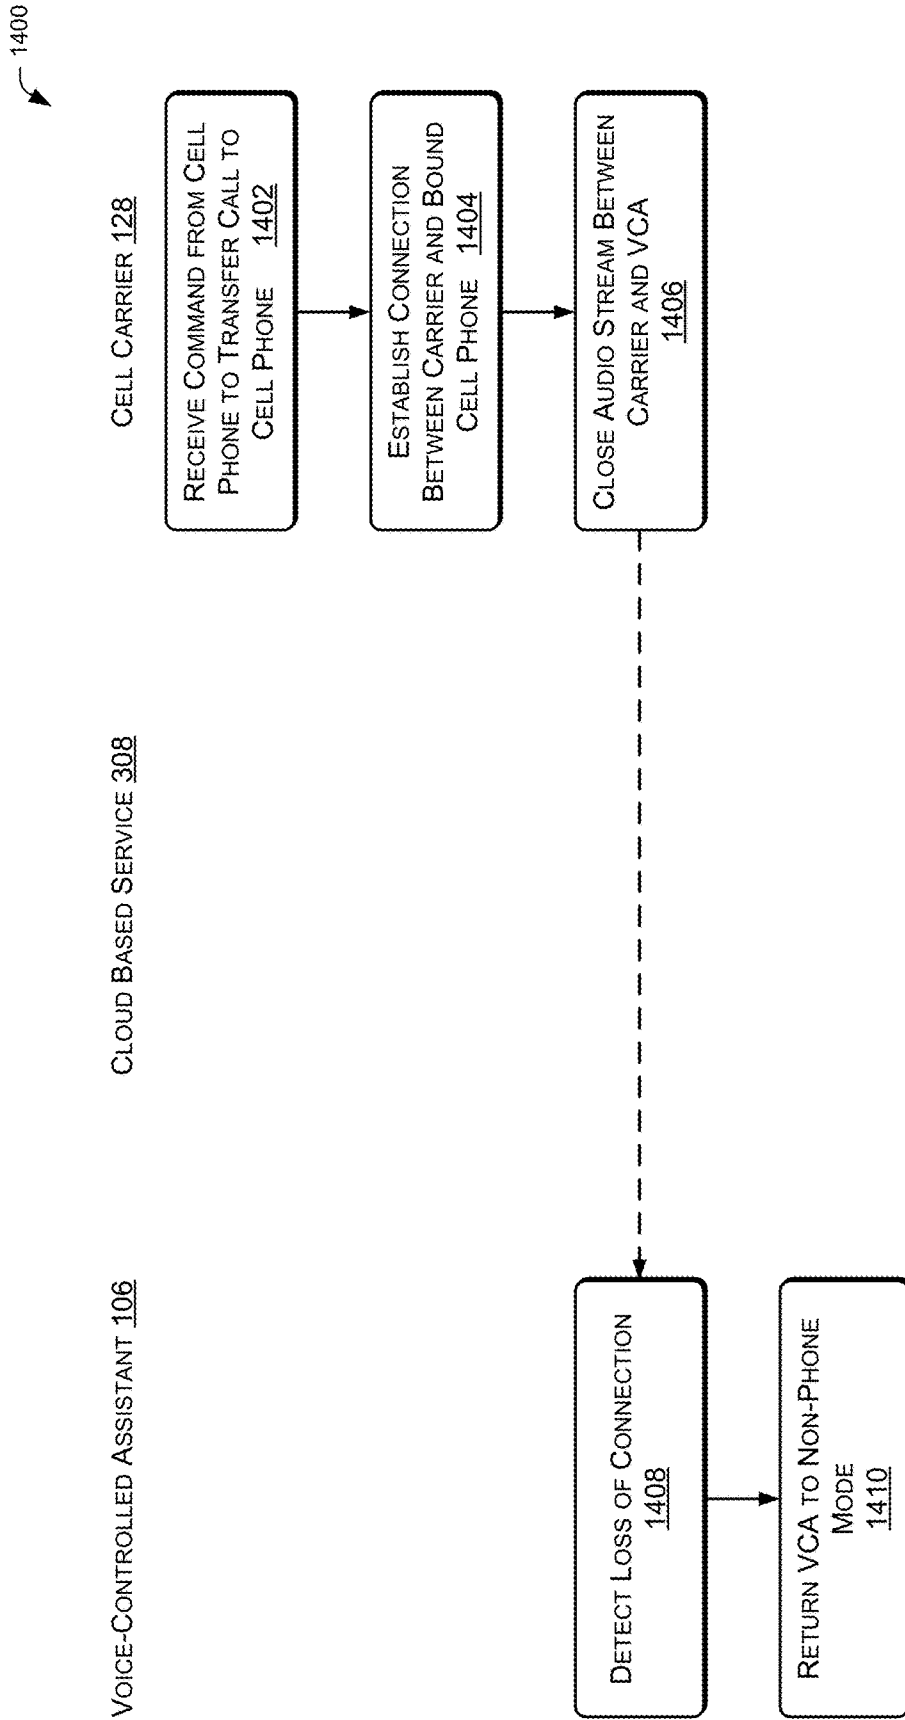 1400
VOICE-CONTROLLED ASSISTANT 106
CLOUD BASED SERVICE 308
CELL CARRIER 128
RECEIVE COMMAND FROM CELL
PHONE TO TRANSFER CALL TO
CELL PHONE 1402
ESTABLISH CONNECTION
BETWEEN CARRIER AND BOUND
CELL PHONE 1404
CLOSE AUDIO STREAM BETWEEN
CARRIER AND VCA
1406
DETECT LOSS OF CONNECTION
1408
RETURN VCA TO NON-PHONE
MODE
1410